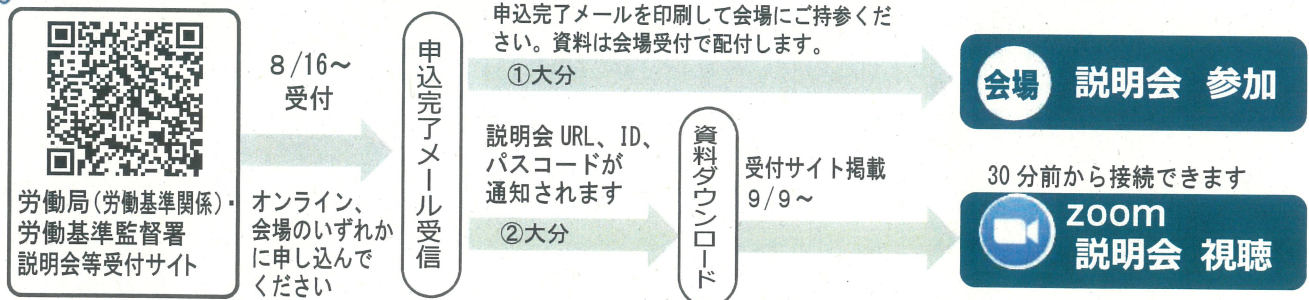 労働局(労働基準関係)・
労働基準監督署
説明会等受付サイト
8/16～
受付
オンライン、
会場のいずれか
に申し込んで
ください
申込完了メール受信
申込完了メールを印刷して会場にご持参くだ
さい。資料は会場受付で配付します。
①大分
会場 説明会 参加
説明会 URL、ID、
パスコードが
通知されます
②大分
資料ダウンロード
受付サイト掲載
9/9～
30分前から接続できます
zoom
説明会 視聴